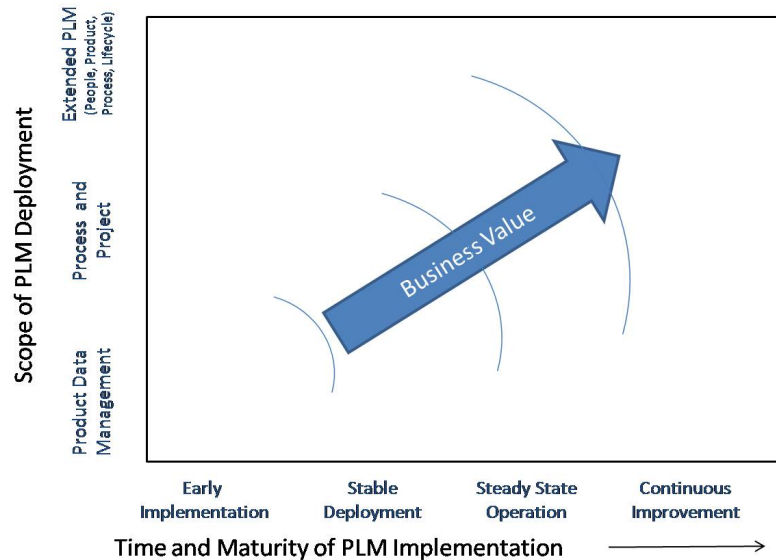 Scope of PLM Deployment
Extended PLM
(People, Product,
Process, Lifecycle)
Process and
Project
Product Data
Management
Business Value
Early
Implementation
Stable
Deployment
Steady State
Operation
Continuous
Improvement
Time and Maturity of PLM Implementation